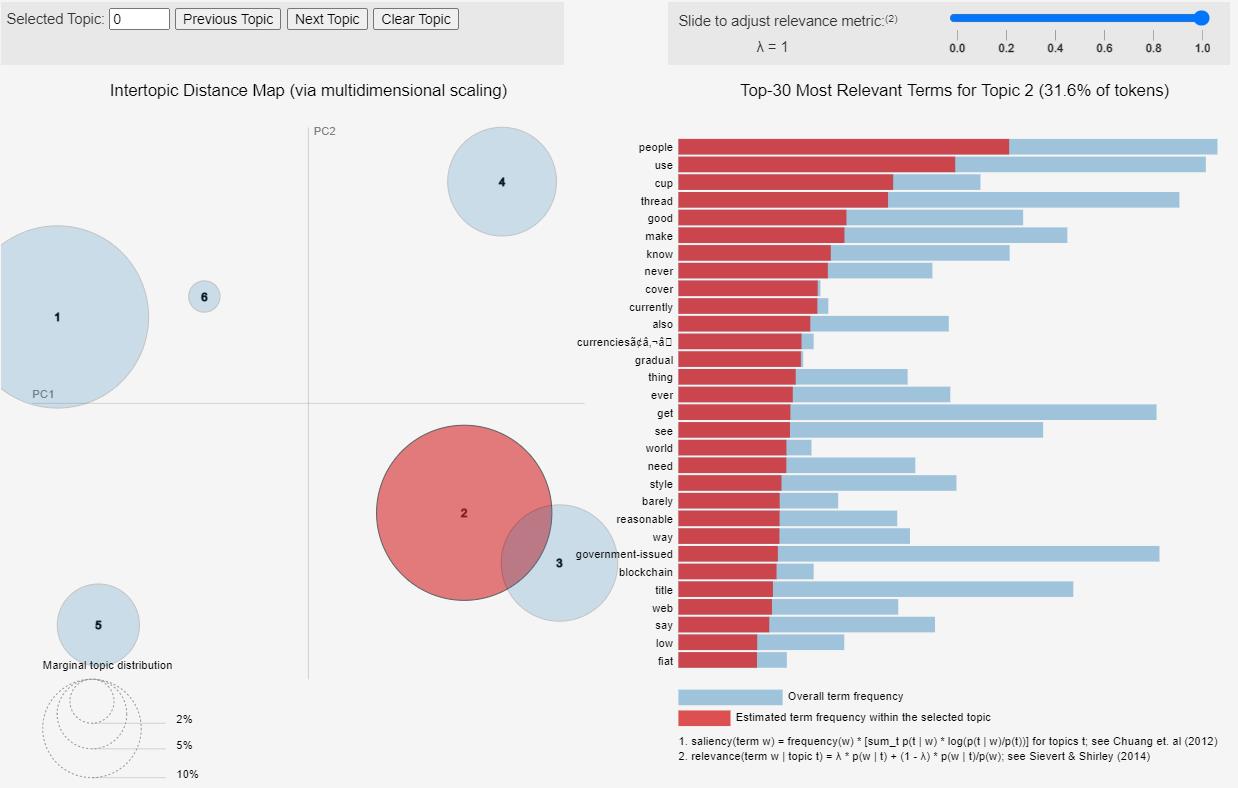 Selected Topic: 0 Previous Topic Next Topic Clear Topic
Slide to adjust relevance metric:(2)
λ = 1
0.0 0.2 0.4 0.6 0.8 1.0
Intertopic Distance Map (via multidimensional scaling)
PC2
4
1
6
PC1
2
3
5
Marginal topic distribution
2%
5%
10%
Top-30 Most Relevant Terms for Topic 2 (31.6% of tokens)
people
use
cup
thread
good
make
know
never
cover
currently
also
currenciesã¢â‚¬â
gradual
thing
ever
get
see
world
need
style
barely
reasonable
way
government-issued
blockchain
title
web
say
low
fiat
Overall term frequency
Estimated term frequency within the selected topic
1. saliency(term w) = frequency(w) * [sum_t p(t | w) * log(p(t | w)/p(t))] for topics t; see Chuang et. al (2012)
2. relevance(term w | topic t) = λ * p(w | t) + (1 - λ) * p(w | t)/p(w); see Sievert & Shirley (2014)